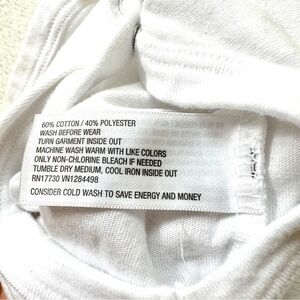 60% COTTON / 40% POLYESTER
WASH BEFORE WEAR
TURN GARMENT INSIDE OUT
MACHINE WASH WARM WITH LIKE COLORS
ONLY NON-CHLORINE BLEACH IF NEEDED
TUMBLE DRY MEDIUM, COOL IRON INSIDE OUT
RN17730 VN1284498
CONSIDER COLD WASH TO SAVE ENERGY AND MONEY